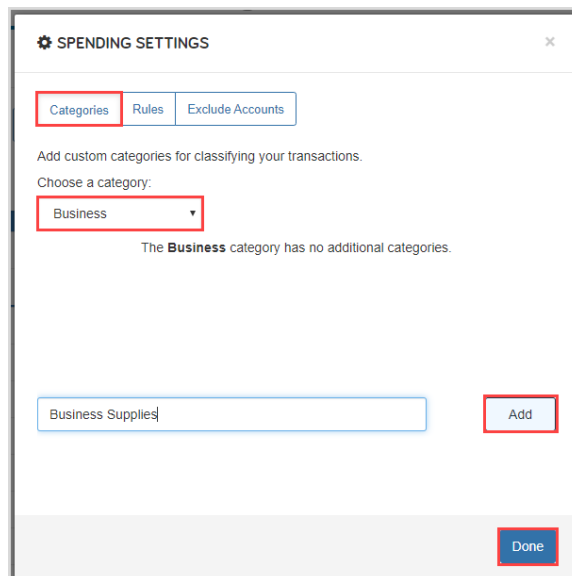 SPENDING SETTINGS ×
Categories Rules Exclude Accounts
Add custom categories for classifying your transactions.
Choose a category:
Business
The Business category has no additional categories.
Business Supplies Add
Done